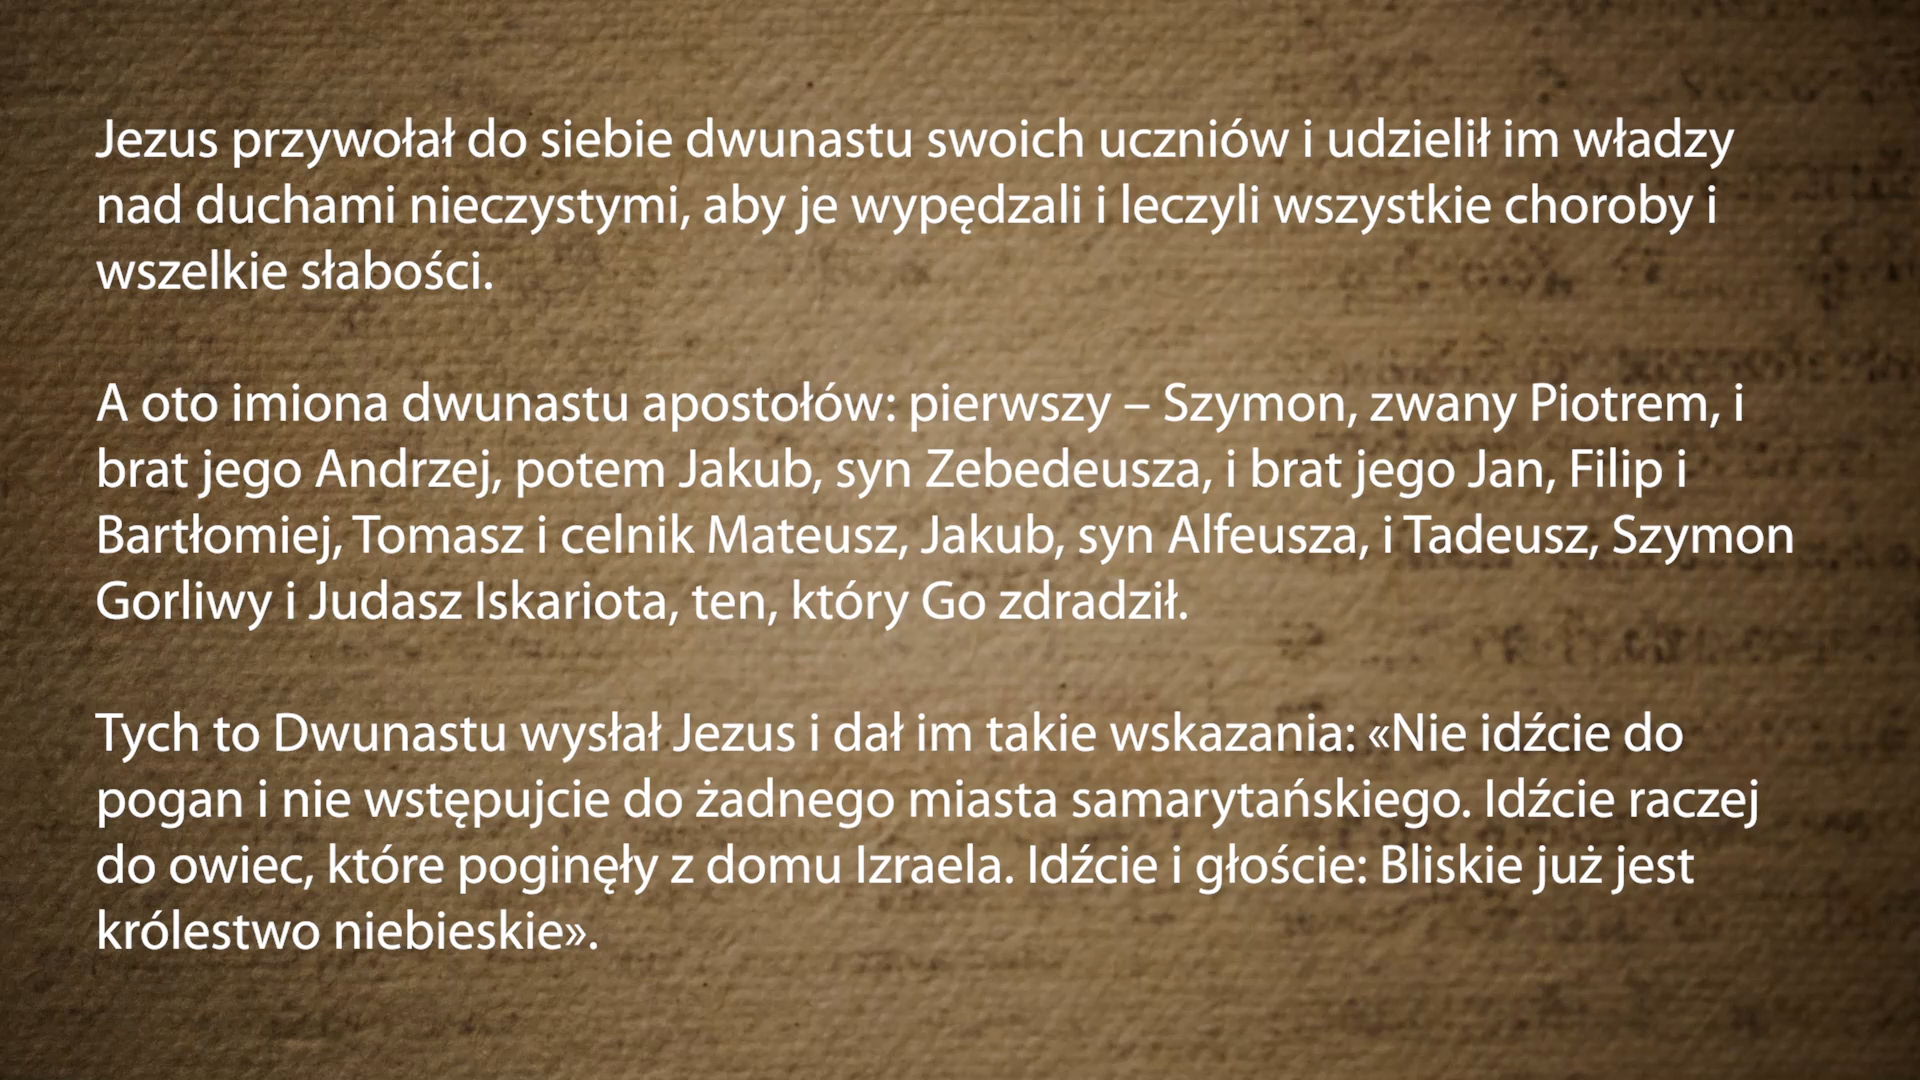 Jezus przywołał do siebie dwunastu swoich uczniów i udzielił im władzy
nad duchami nieczystymi, aby je wypędzali i leczyli wszystkie choroby i
wszelkie słabości.
A oto imiona dwunastu apostołów: pierwszy – Szymon, zwany Piotrem, i
brat jego Andrzej, potem Jakub, syn Zebedeusza, i brat jego Jan, Filip i
Bartłomiej, Tomasz i celnik Mateusz, Jakub, syn Alfeusza, i Tadeusz, Szymon
Gorliwy i Judasz Iskariota, ten, który Go zdradził.
Tych to Dwunastu wysłał Jezus i dał im takie wskazania: «Nie idźcie do
pogan i nie wstępujcie do żadnego miasta samarytańskiego. Idźcie raczej
do owiec, które poginęły z domu Izraela. Idźcie i głoście: Bliskie już jest
królestwo niebieskie».